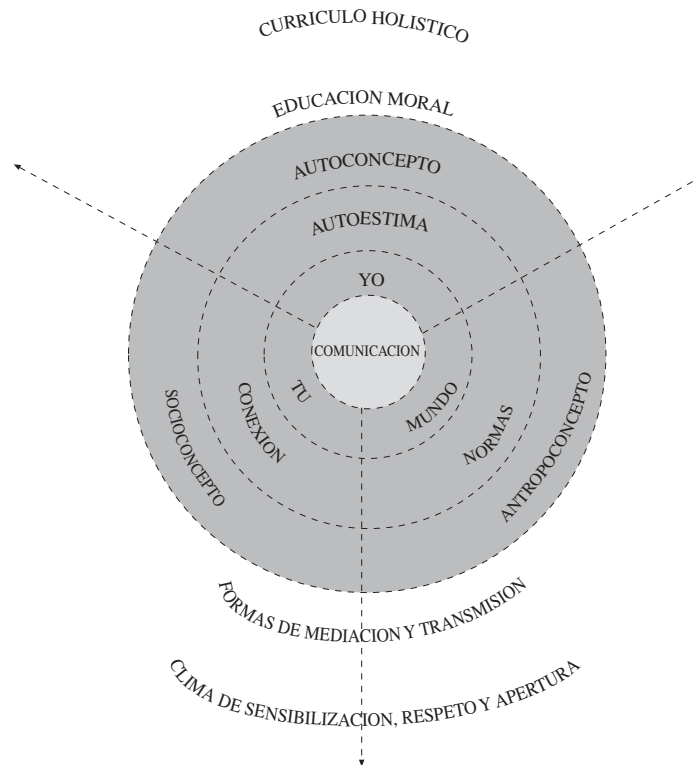 CURRICULO HOLISTICO
EDUCACION MORAL
AUTOCONCEPTO
AUTOESTIMA
YO
COMUNICACION
TU
MUNDO
CONEXION
NORMAS
SOCIOCONCEPTO
ANTROPOCONCEPTO
FORMAS DE MEDIACION Y TRANSMISION
CLIMA DE SENSIBILIZACION, RESPETO Y APERTURA